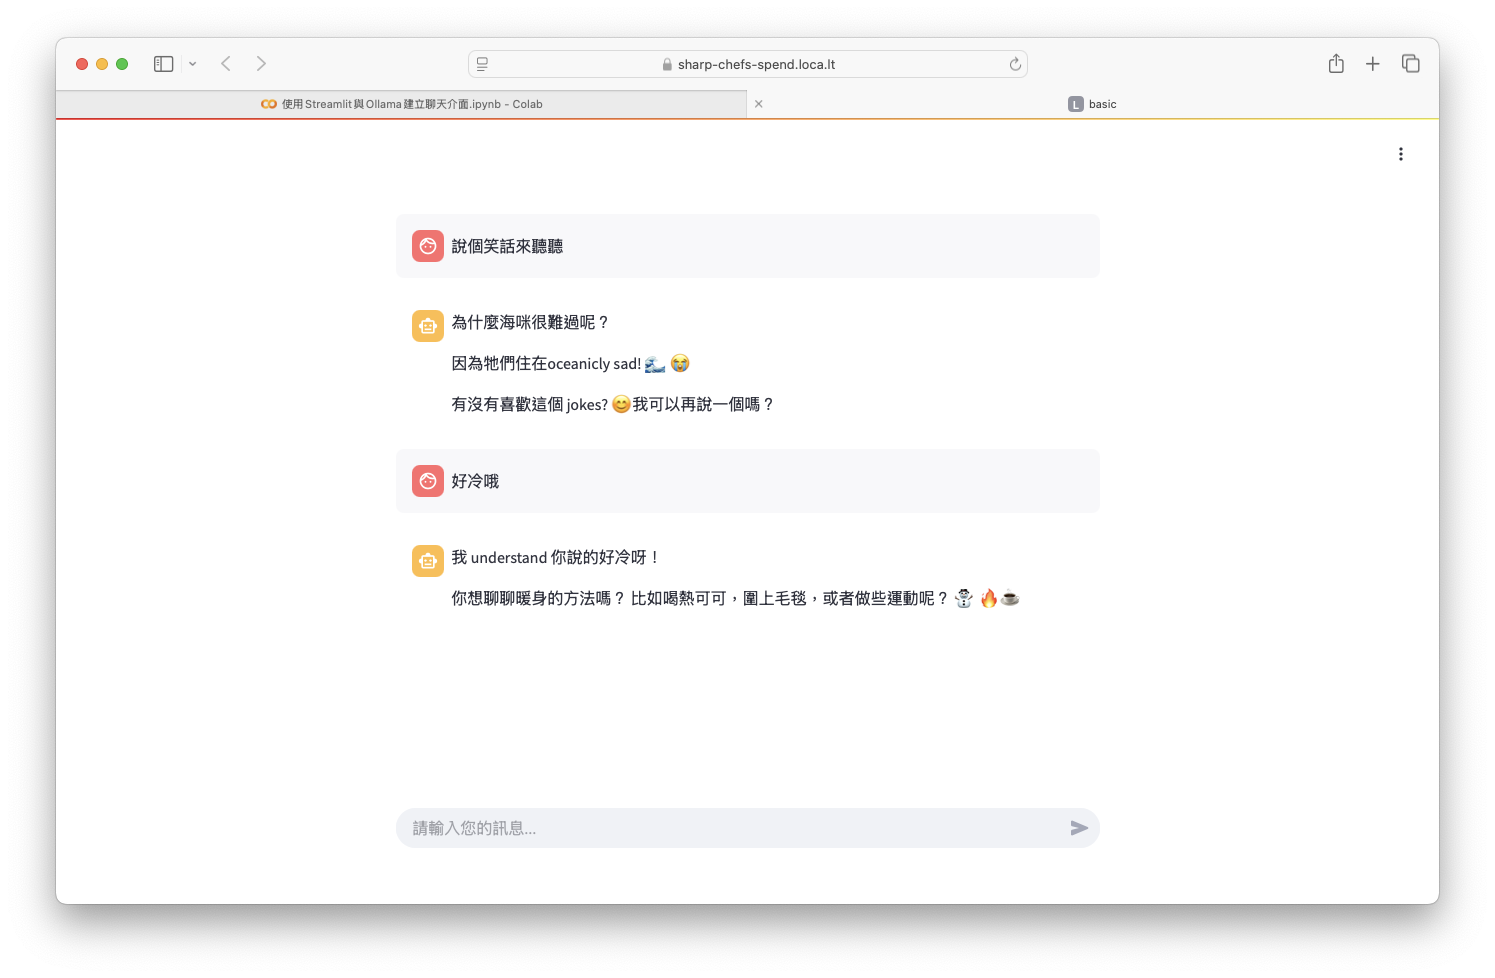 sharp-chefs-spend.loca.lt
使用Streamlit與Ollama建立聊天介面.ipynb - Colab
L basic
說個笑話來聽聽
為什麼海咪很難過呢？
因為牠們住在oceanicly sad! 🌊 😭
有沒有喜歡這個 jokes? 😊我可以再說一個嗎？
好冷哦
我 understand 你說的好冷呀！
你想聊聊暖身的方法嗎？ 比如喝熱可可，圍上毛毯，或者做些運動呢？ ☃️ 🔥☕️
請輸入您的訊息...